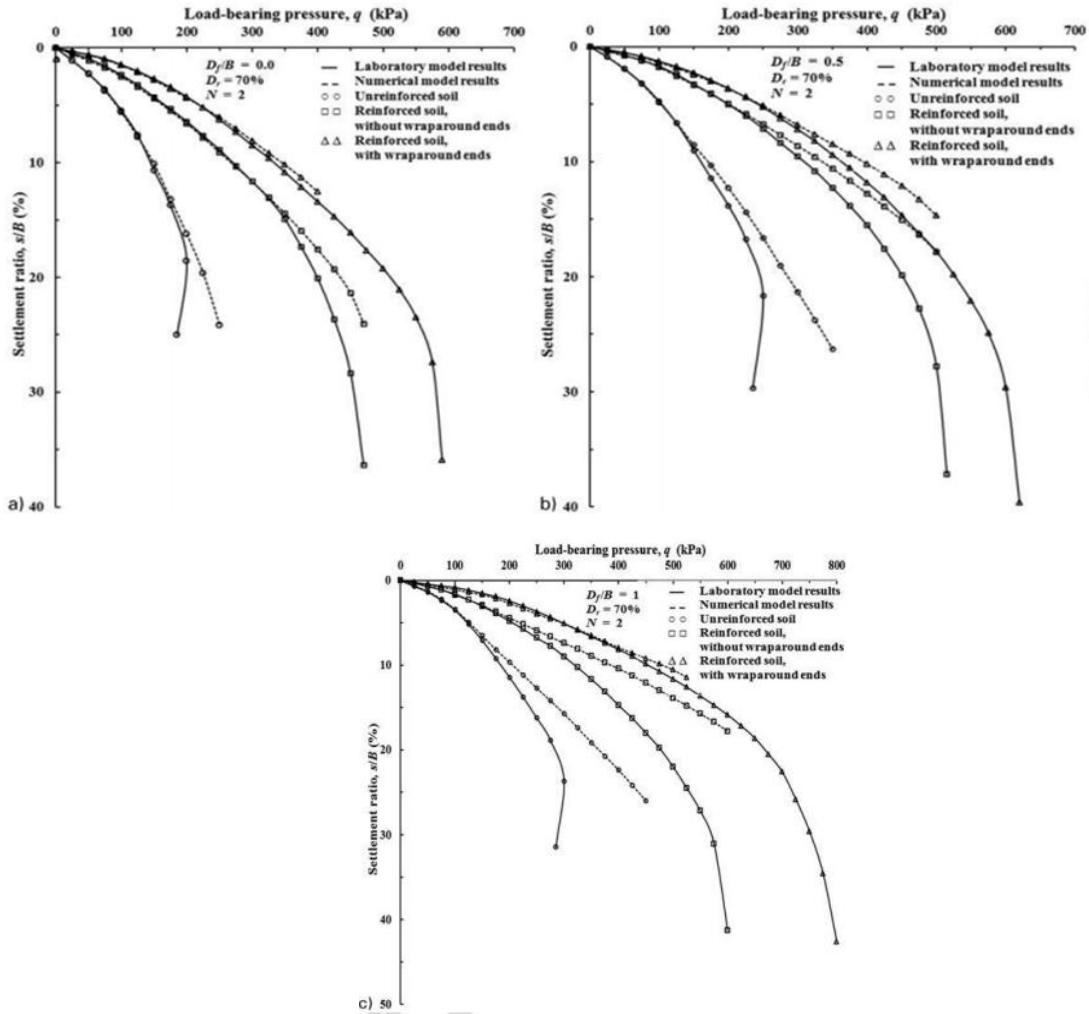 Load-bearing pressure, q (kPa)
0 100 200 300 400 500 600 700
0
10
20
30
40
Settlement ratio, s/B (%)
D_f/B = 0.0
D_r = 70%
N = 2
Laboratory model results
Numerical model results
Unreinforced soil
Reinforced soil,
without wraparound ends
Reinforced soil,
with wraparound ends
a)
Load-bearing pressure, q (kPa)
0 100 200 300 400 500 600 700
0
10
20
30
40
Settlement ratio, s/B (%)
D_f/B = 0.5
D_r = 70%
N = 2
Laboratory model results
Numerical model results
Unreinforced soil
Reinforced soil,
without wraparound ends
Reinforced soil,
with wraparound ends
b)
Load-bearing pressure, q (kPa)
0 100 200 300 400 500 600 700 800
0
10
20
30
40
50
Settlement ratio, s/B (%)
D_f/B = 1
D_r = 70%
N = 2
Laboratory model results
Numerical model results
Unreinforced soil
Reinforced soil,
without wraparound ends
Reinforced soil,
with wraparound ends
c)